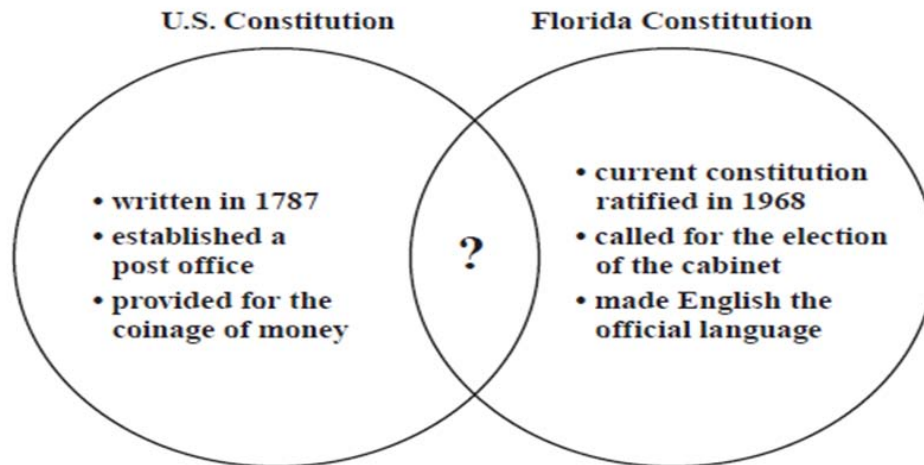 U.S. Constitution
Florida Constitution
• written in 1787
• established a
post office
• provided for the
coinage of money
?
• current constitution
ratified in 1968
• called for the election
of the cabinet
• made English the
official language